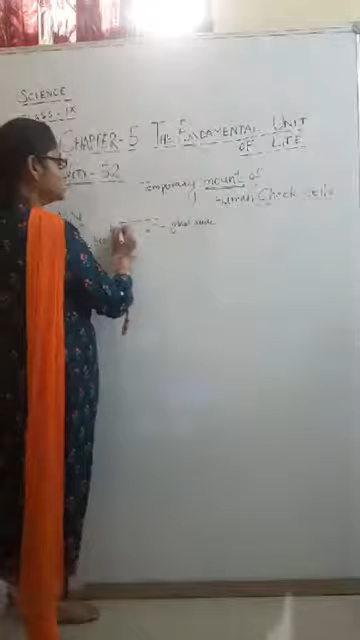 SCIENCE
CLASS - IX
CHAPTER - 5 THE FUNDAMENTAL UNIT
OF LIFE
- 5.2 Temporary mount of
Human Cheek cells
glass slide